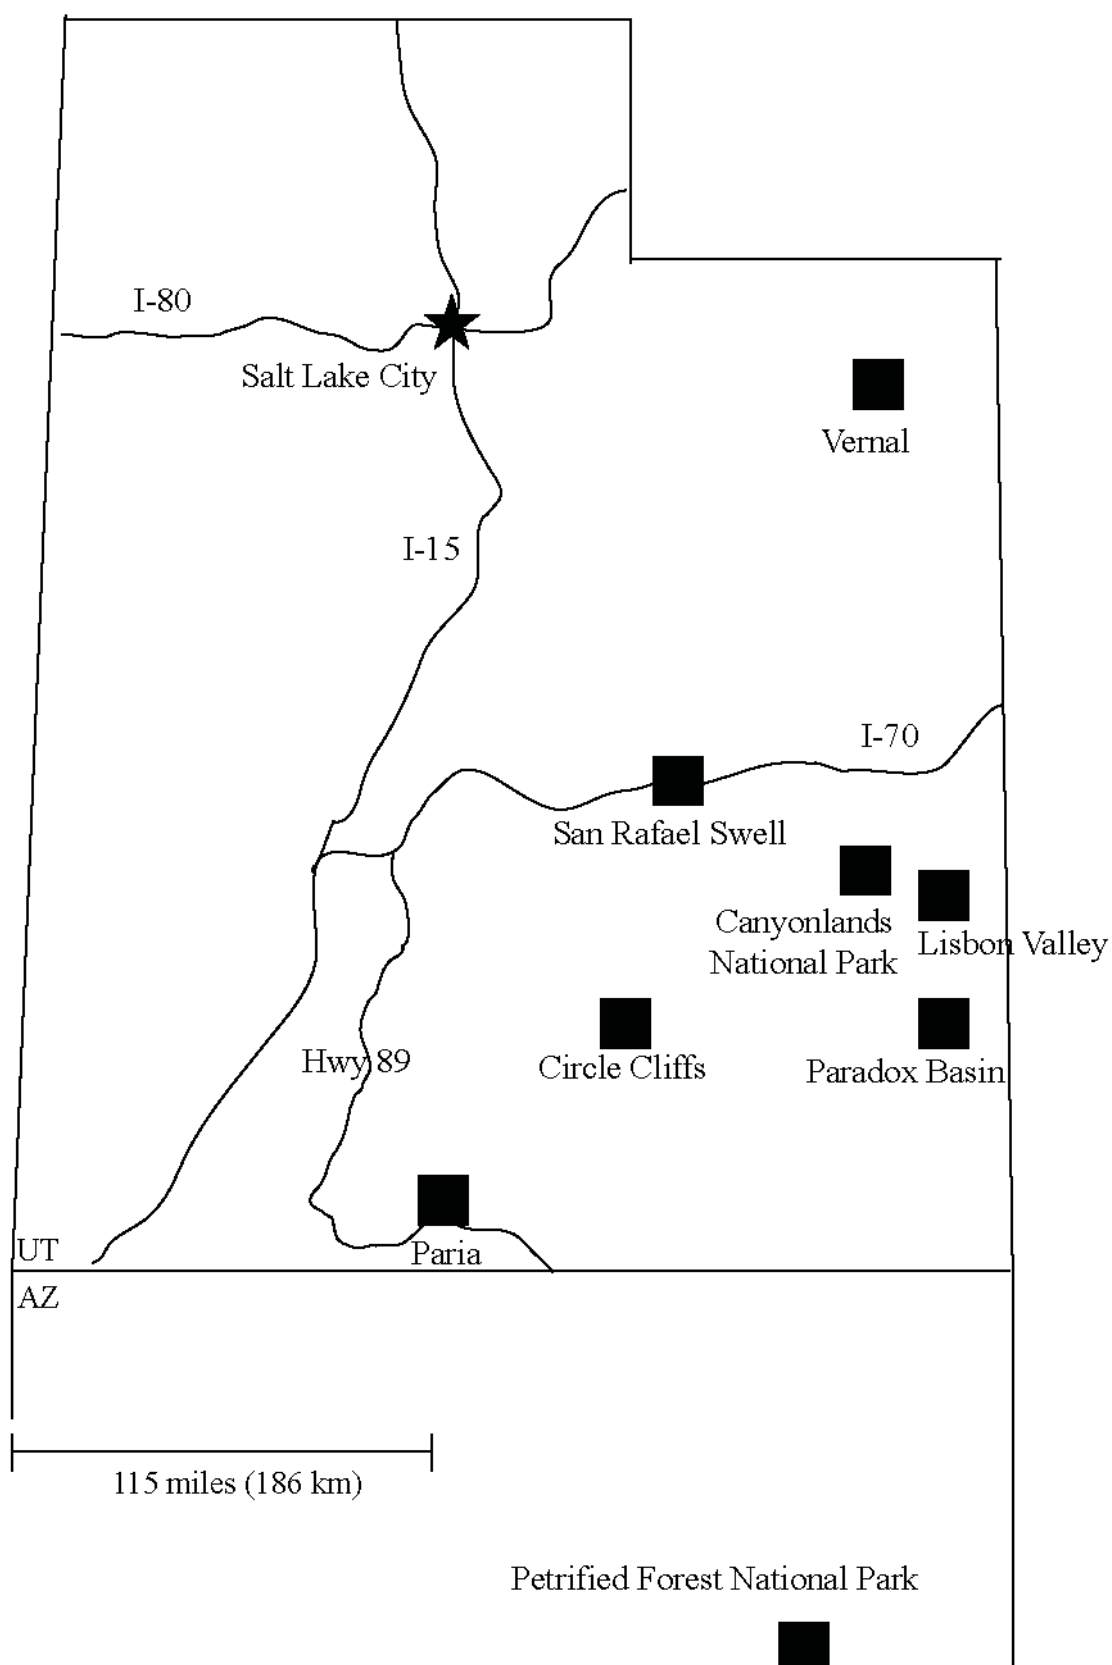 I-80
Salt Lake City
Vernal
I-15
I-70
San Rafael Swell
Canyonlands
National Park
Lisbon Valley
Circle Cliffs
Hwy 89
Paradox Basin
UT
Paria
AZ
115 miles (186 km)
Petrified Forest National Park